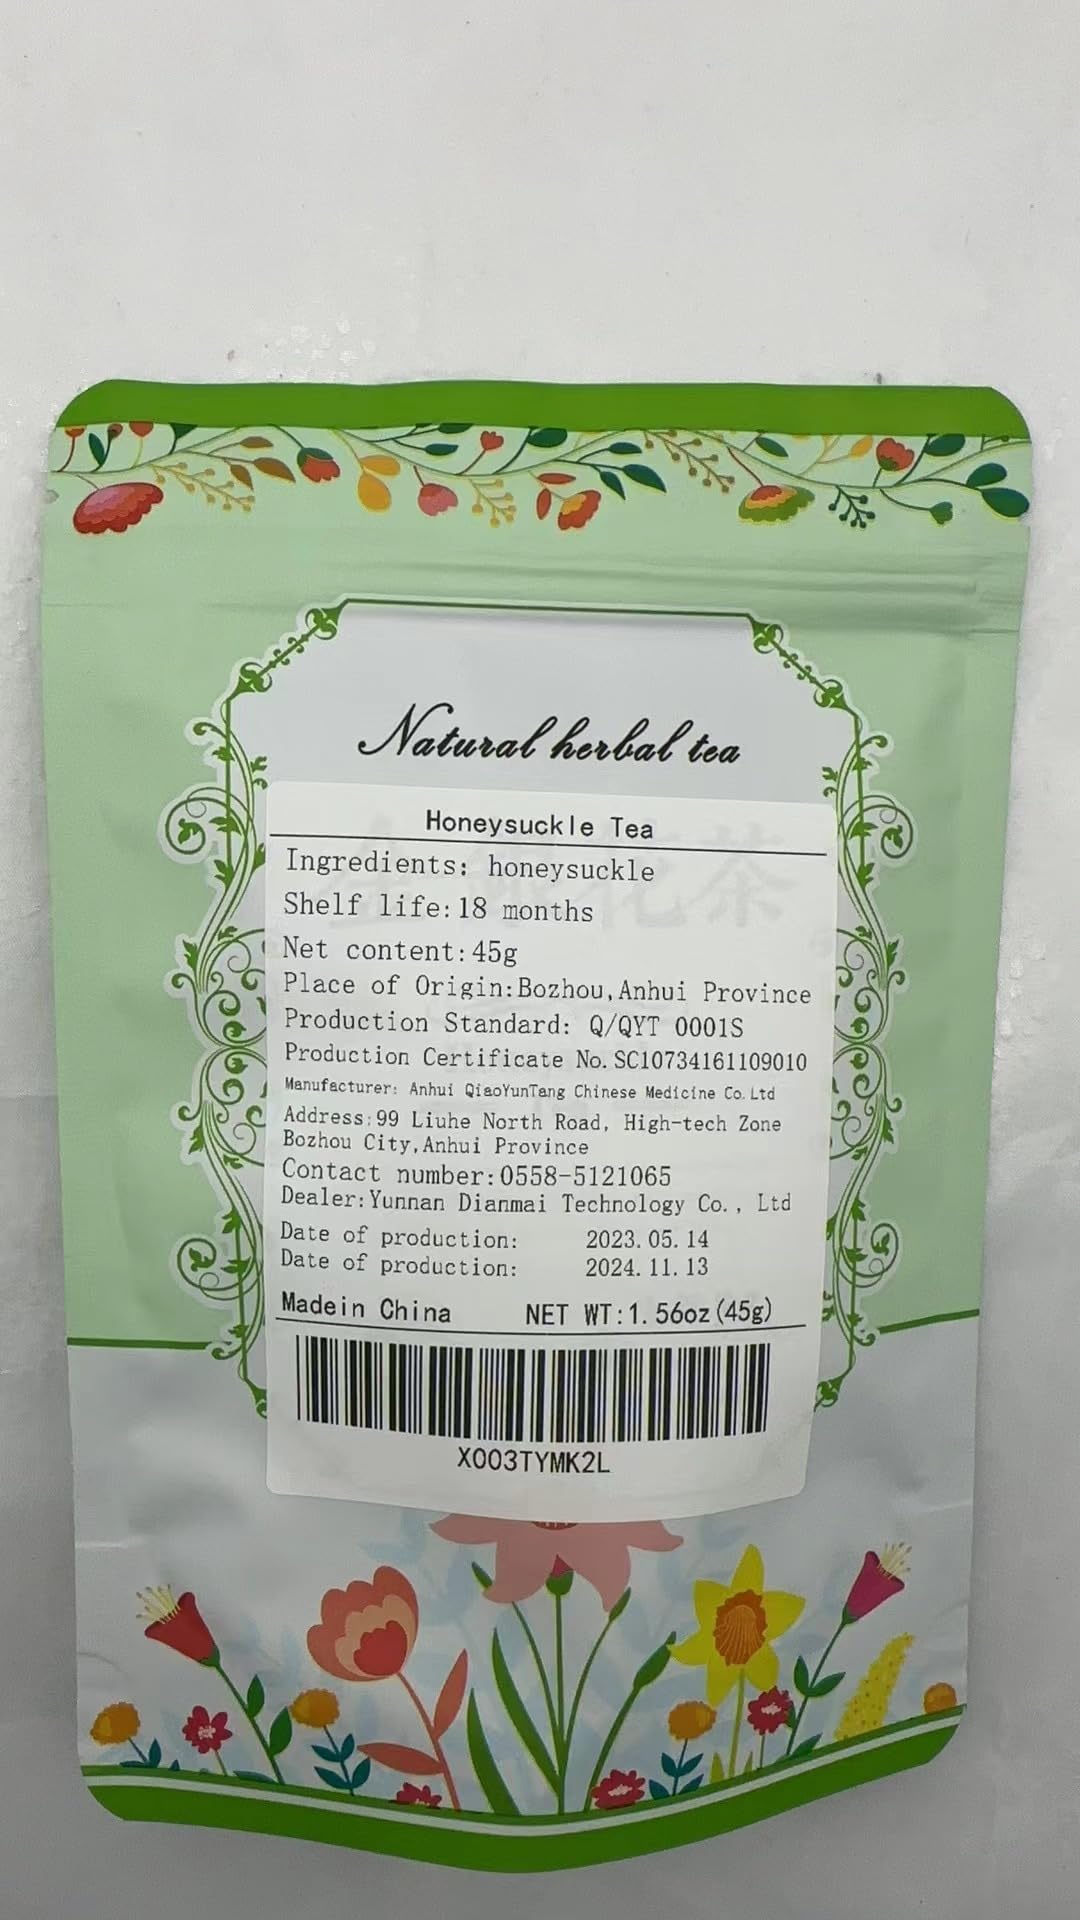 Natural herbal tea
Honeysuckle Tea
Ingredients: honeysuckle
Shelf life:18 months
Net content:45g
Place of Origin:Bozhou,Anhui Province
Production Standard: Q/QYT 0001S
Production Certificate No.SC10734161109010
Manufacturer: Anhui QiaoYunTang Chinese Medicine Co.Ltd
Address:99 Liuhe North Road, High-tech Zone
Bozhou City,Anhui Province
Contact number:0558-5121065
Dealer:Yunnan Dianmai Technology Co., Ltd
Date of production: 2023.05.14
Date of production: 2024.11.13
Madein China NET WT:1.56oz(45g)
X003TYMK2L